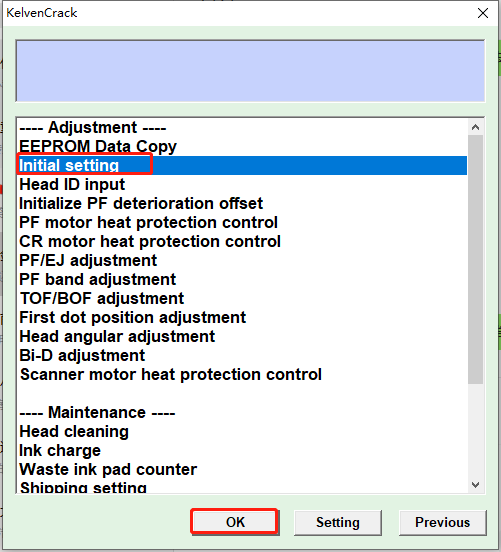 KelvenCrack
---- Adjustment ----
EEPROM Data Copy
Initial setting
Head ID input
Initialize PF deterioration offset
PF motor heat protection control
CR motor heat protection control
PF/EJ adjustment
PF band adjustment
TOF/BOF adjustment
First dot position adjustment
Head angular adjustment
Bi-D adjustment
Scanner motor heat protection control
---- Maintenance ----
Head cleaning
Ink charge
Waste ink pad counter
Shipping setting
OK
Setting
Previous